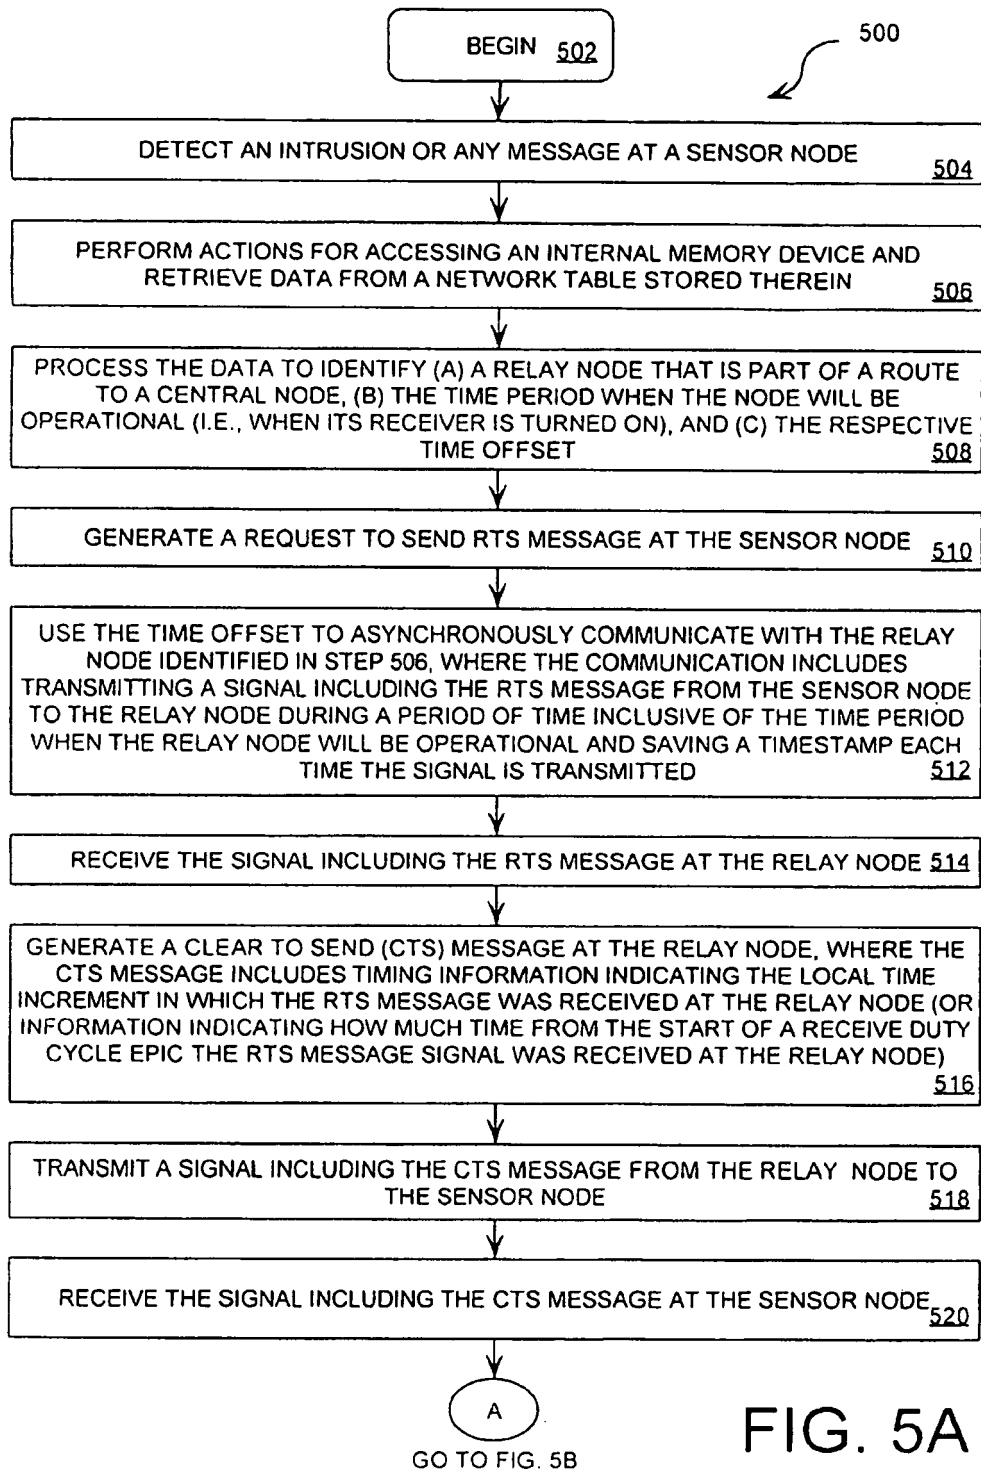 BEGIN 502
500
DETECT AN INTRUSION OR ANY MESSAGE AT A SENSOR NODE
504
PERFORM ACTIONS FOR ACCESSING AN INTERNAL MEMORY DEVICE AND
RETRIEVE DATA FROM A NETWORK TABLE STORED THEREIN
506
PROCESS THE DATA TO IDENTIFY (A) A RELAY NODE THAT IS PART OF A ROUTE
TO A CENTRAL NODE, (B) THE TIME PERIOD WHEN THE NODE WILL BE
OPERATIONAL (I.E., WHEN ITS RECEIVER IS TURNED ON), AND (C) THE RESPECTIVE
TIME OFFSET
508
GENERATE A REQUEST TO SEND RTS MESSAGE AT THE SENSOR NODE
510
USE THE TIME OFFSET TO ASYNCHRONOUSLY COMMUNICATE WITH THE RELAY
NODE IDENTIFIED IN STEP 506, WHERE THE COMMUNICATION INCLUDES
TRANSMITTING A SIGNAL INCLUDING THE RTS MESSAGE FROM THE SENSOR NODE
TO THE RELAY NODE DURING A PERIOD OF TIME INCLUSIVE OF THE TIME PERIOD
WHEN THE RELAY NODE WILL BE OPERATIONAL AND SAVING A TIMESTAMP EACH
TIME THE SIGNAL IS TRANSMITTED
512
RECEIVE THE SIGNAL INCLUDING THE RTS MESSAGE AT THE RELAY NODE 514
GENERATE A CLEAR TO SEND (CTS) MESSAGE AT THE RELAY NODE, WHERE THE
CTS MESSAGE INCLUDES TIMING INFORMATION INDICATING THE LOCAL TIME
INCREMENT IN WHICH THE RTS MESSAGE WAS RECEIVED AT THE RELAY NODE (OR
INFORMATION INDICATING HOW MUCH TIME FROM THE START OF A RECEIVE DUTY
CYCLE EPIC THE RTS MESSAGE SIGNAL WAS RECEIVED AT THE RELAY NODE)
516
TRANSMIT A SIGNAL INCLUDING THE CTS MESSAGE FROM THE RELAY NODE TO
THE SENSOR NODE
518
RECEIVE THE SIGNAL INCLUDING THE CTS MESSAGE AT THE SENSOR NODE
520
A
GO TO FIG. 5B
FIG. 5A